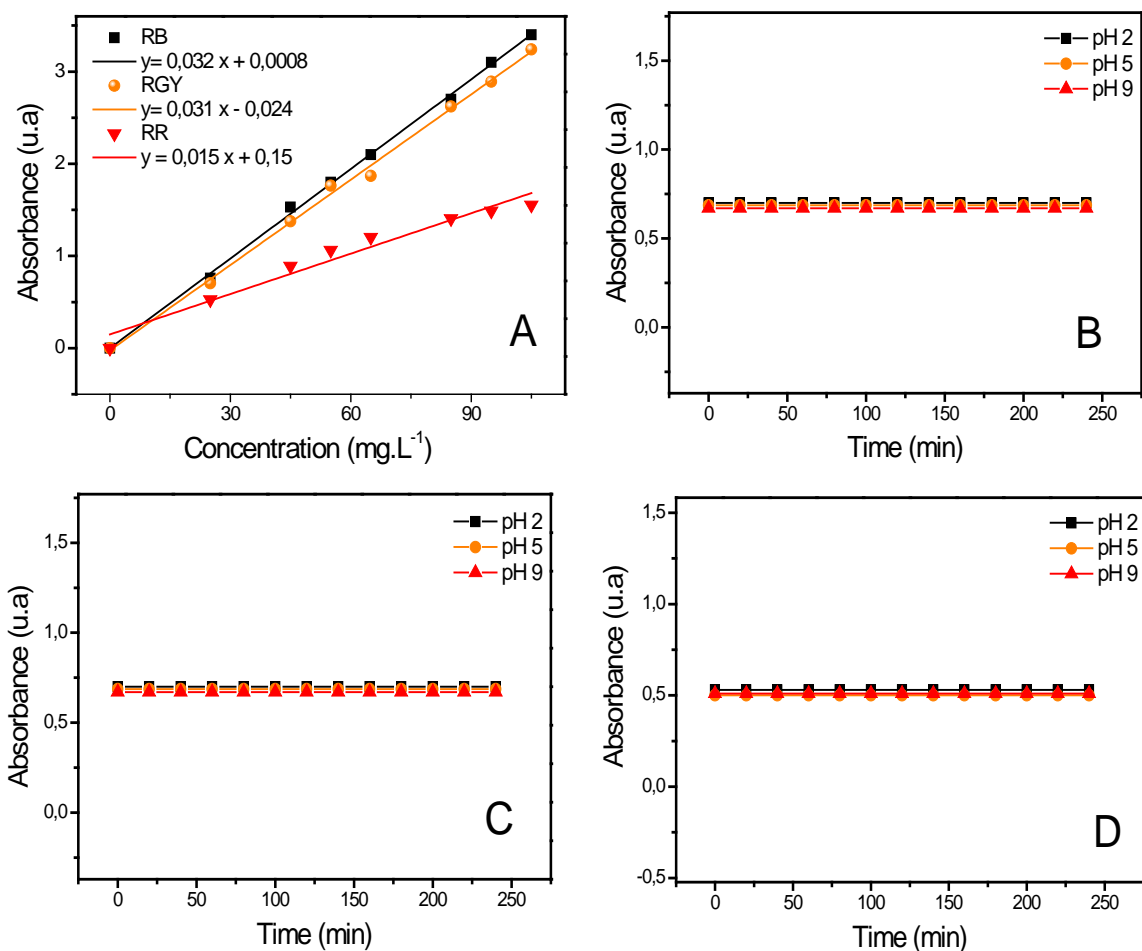 RB
y= 0,032 x + 0,0008
RGY
y= 0,031 x - 0,024
RR
y = 0,015 x + 0,15
A
Absorbance (u.a)
3
2
1
0
0 30 60 90
Concentration (mg.L⁻¹)
pH 2
pH 5
pH 9
B
Absorbance (u.a)
1,5
1,0
0,5
0,0
0 50 100 150 200 250
Time (min)
pH 2
pH 5
pH 9
C
Absorbance (u.a)
1,5
1,0
0,5
0,0
0 50 100 150 200 250
Time (min)
pH 2
pH 5
pH 9
D
Absorbance (u.a)
1,5
1,0
0,5
0,0
-0,5
0 50 100 150 200 250
Time (min)